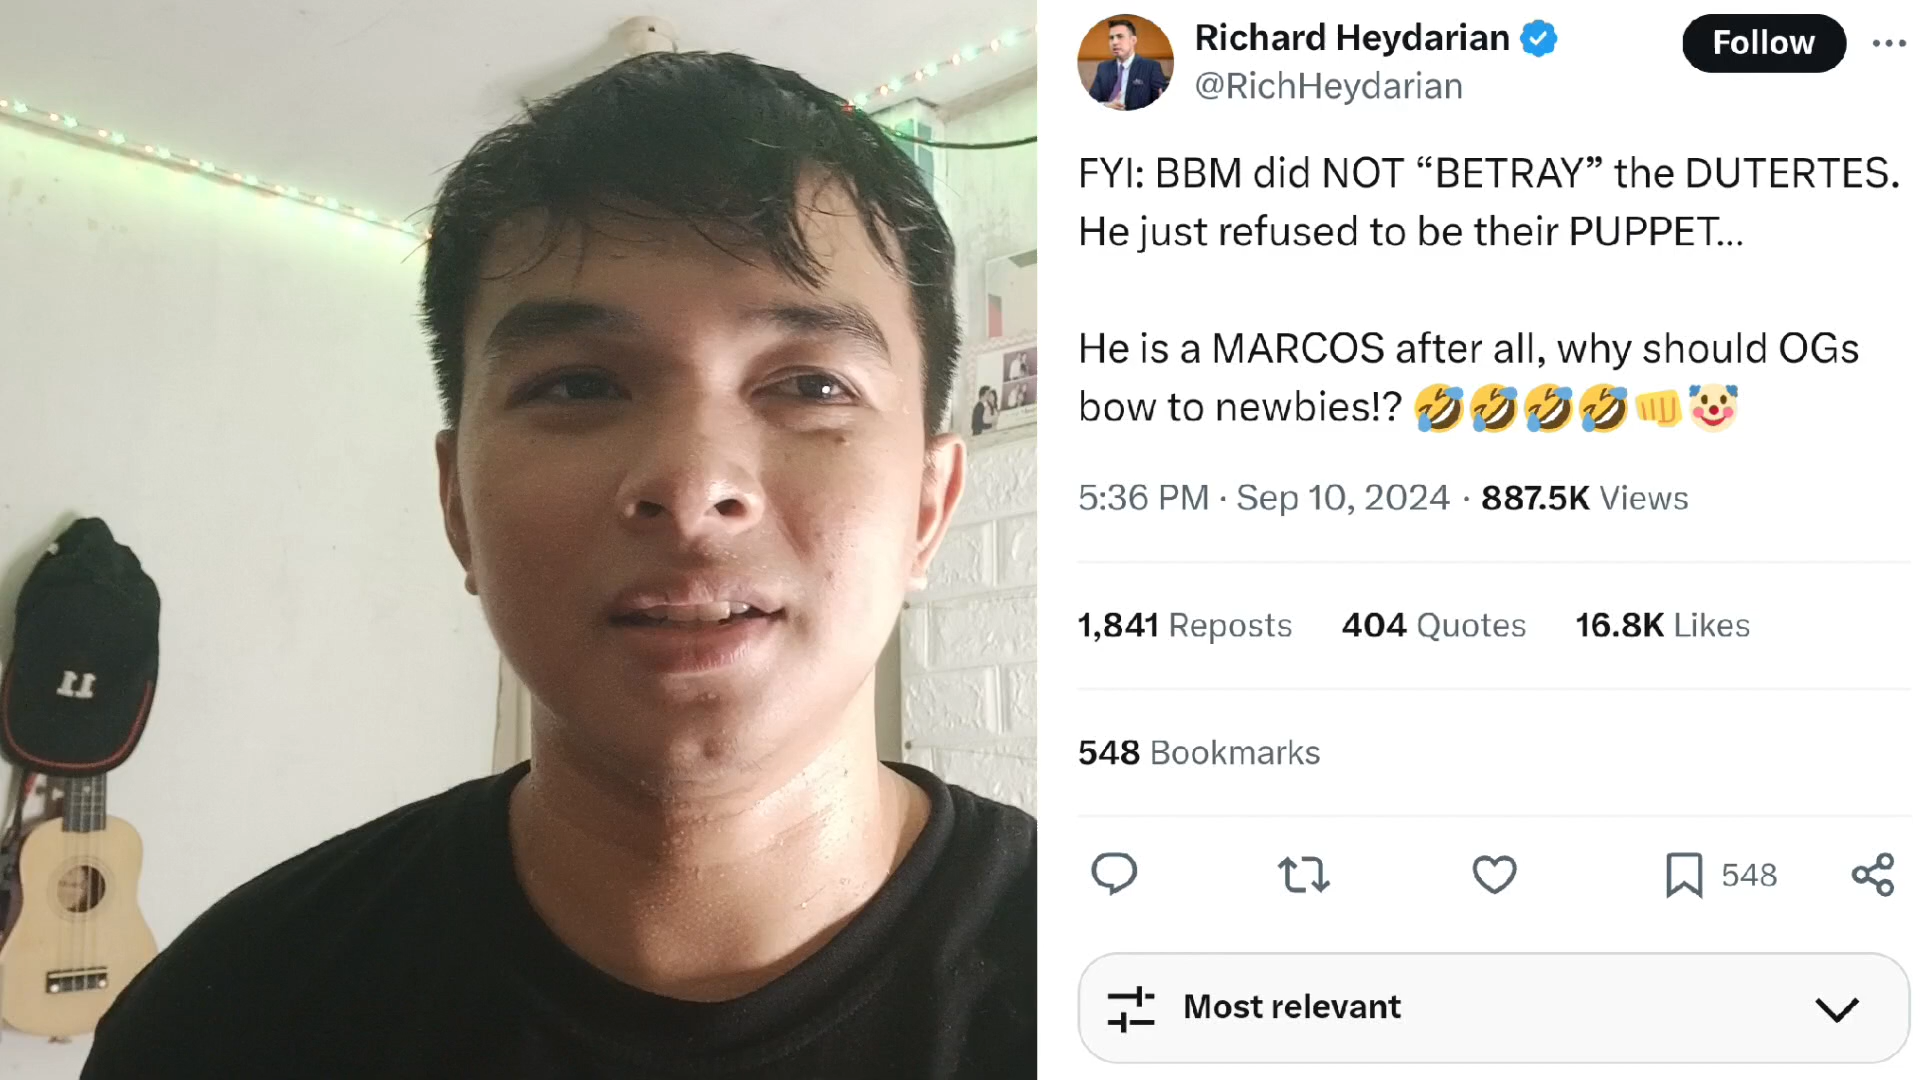 Richard Heydarian
@RichHeydarian
Follow
FYI: BBM did NOT “BETRAY” the DUTERTES.
He just refused to be their PUPPET...
He is a MARCOS after all, why should OGs
bow to newbies!? 🤣🤣🤣🤣👊🤡
5:36 PM · Sep 10, 2024 · 887.5K Views
1,841 Reposts 404 Quotes 16.8K Likes
548 Bookmarks
548
Most relevant
11